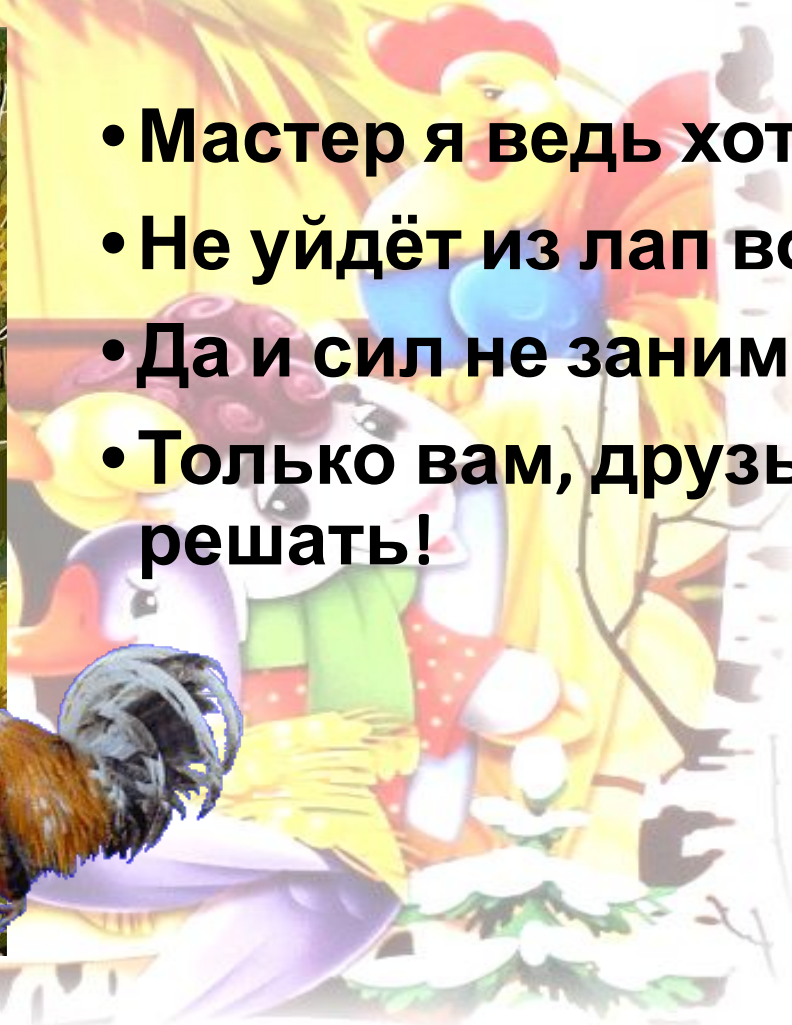 • Мастер я ведь хот
• Не уйдёт из лап во
• Да и сил не заним
• Только вам, друзь
решать!